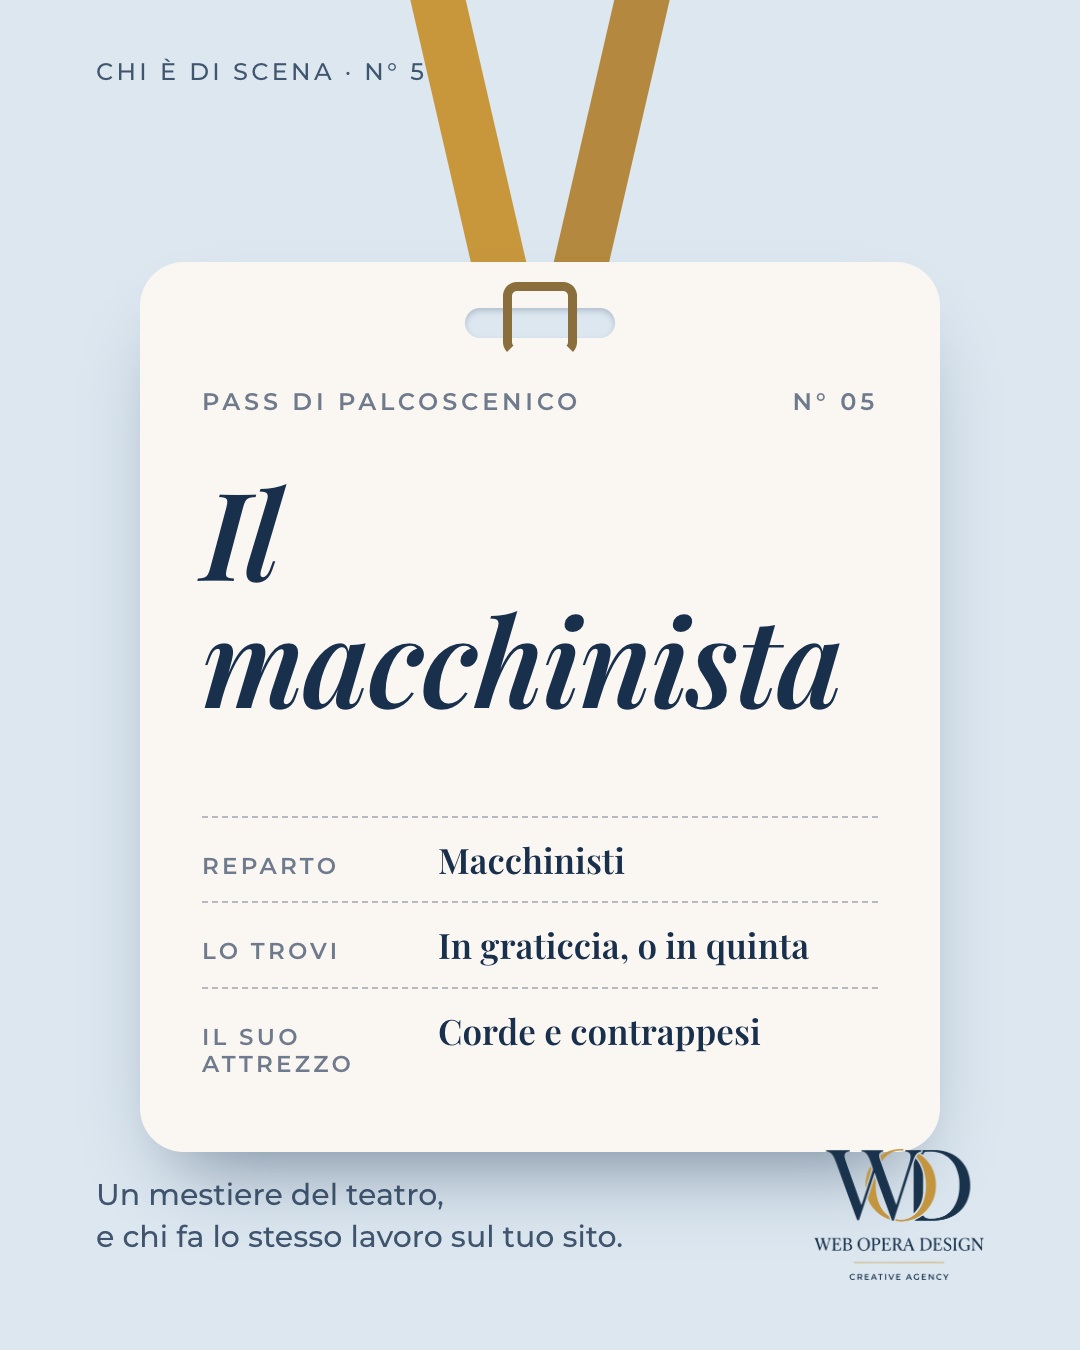 CHI È DI SCENA · N° 5
PASS DI PALCOSCENICO
N° 05
Il
macchinista
REPARTO
Macchinisti
LO TROVI
In graticcia, o in quinta
IL SUO
ATTREZZO
Corde e contrappesi
Un mestiere del teatro,
e chi fa lo stesso lavoro sul tuo sito.
WOD
WEB OPERA DESIGN
CREATIVE AGENCY